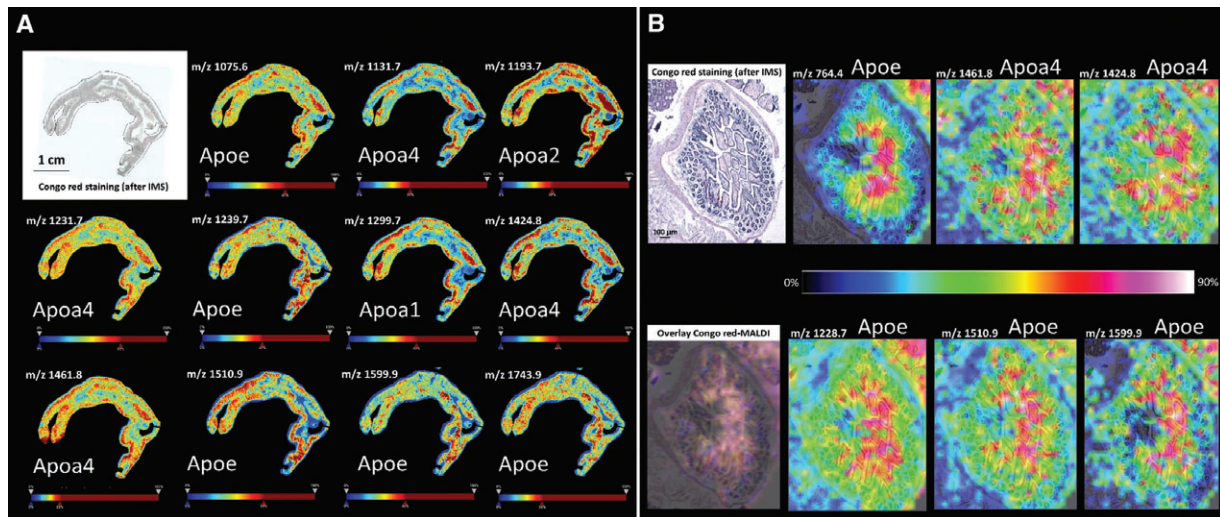 A
m/z 1075.6
m/z 1131.7
m/z 1193.7
Apoe
Apoa4
Apoa2
1 cm
Congo red staining (after IMS)
m/z 1231.7
m/z 1239.7
m/z 1299.7
m/z 1424.8
Apoa4
Apoe
Apoa1
Apoa4
m/z 1461.8
m/z 1510.9
m/z 1599.9
m/z 1743.9
Apoa4
Apoe
Apoe
Apoe
B
Congo red staining (after IMS)
m/z 764.4
Apoe
m/z 1461.8
Apoa4
m/z 1424.8
Apoa4
100 µm
0%
90%
Overlay Congo red-MALDI
m/z 1228.7
Apoe
m/z 1510.9
Apoe
m/z 1599.9
Apoe